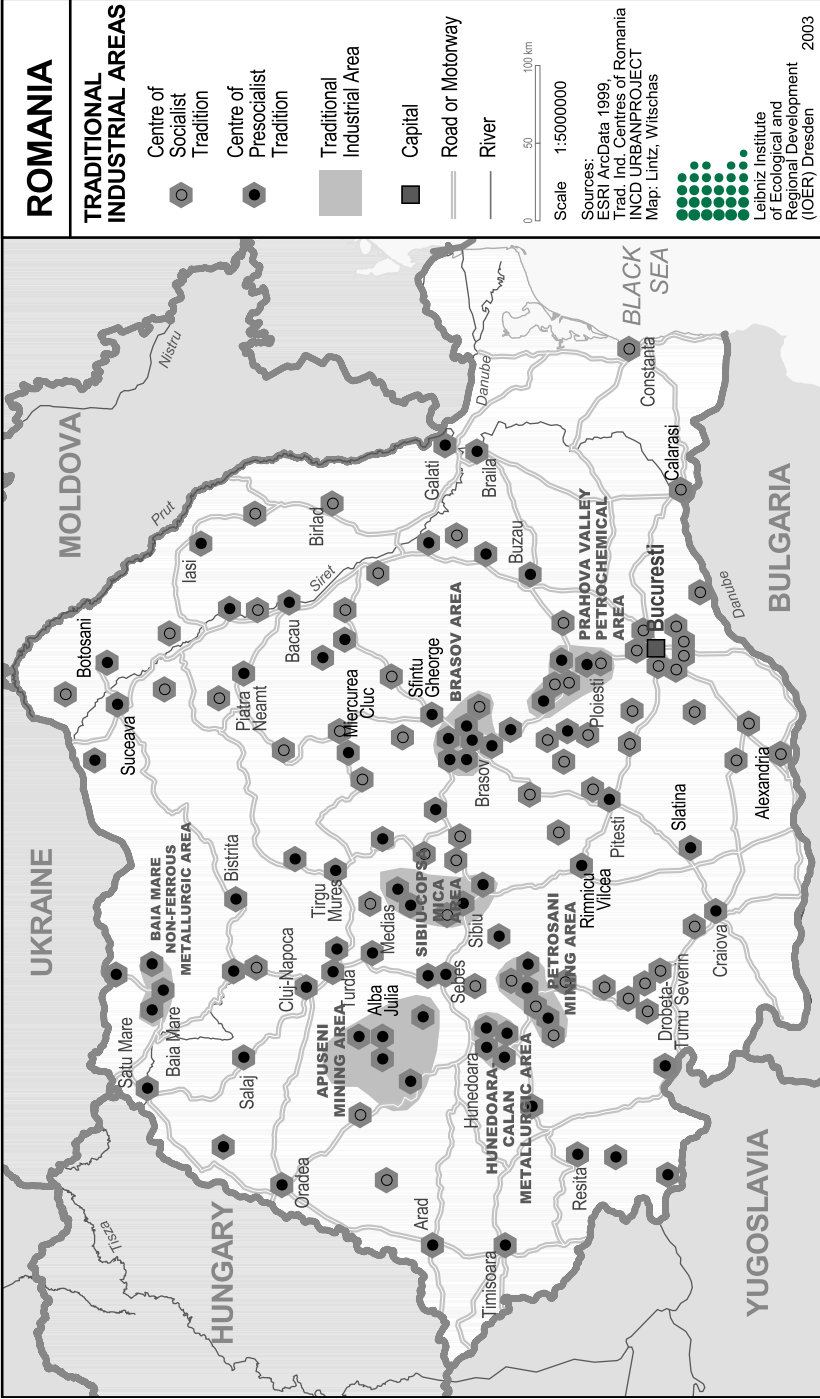 ROMANIA
TRADITIONAL
INDUSTRIAL AREAS
Centre of
Socialist
Tradition
Centre of
Presocialist
Tradition
Traditional
Industrial Area
Capital
Road or Motorway
River
0
50
100 km
Scale 1:5000000
Sources:
ESRI ArcData 1999,
Trad. Ind. Centres of Romania
INCD URBANPROJECT
Map: Lintz, Witschas
Leibniz Institute
of Ecological and
Regional Development
(IOER) Dresden
2003
UKRAINE
MOLDOVA
HUNGARY
YUGOSLAVIA
BULGARIA
BLACK
SEA
Nistru
Prut
Siret
Tisza
Danube
Danube
Botosani
Suceava
Iasi
Piatra
Neamt
Bacau
Birlad
Miercurea
Cluc
Sfintu
Gheorge
BRASOV AREA
Brasov
Galati
Braila
Buzau
PRAHOVA VALLEY
PETROCHEMICAL
AREA
Ploiesti
Bucuresti
Constanta
Calarasi
Alexandria
Slatina
Pitesti
Rimnicu
Vilcea
Craiova
Drobeta-
Turnu Severin
BAIA MARE
NON-FERROUS
METALLURGIC AREA
Satu Mare
Baia Mare
Bistrita
Salaj
Cluj-Napoca
Tirgu
Mures
Turda
Medias
SIBIU-COPSA
MICA
AREA
Sibiu
Sebes
Alba
Julia
APUSENI
MINING AREA
PETROSANI
MINING AREA
Hunedoara
HUNEDOARA-
CALAN
METALLURGIC AREA
Oradea
Arad
Timisoara
Resita